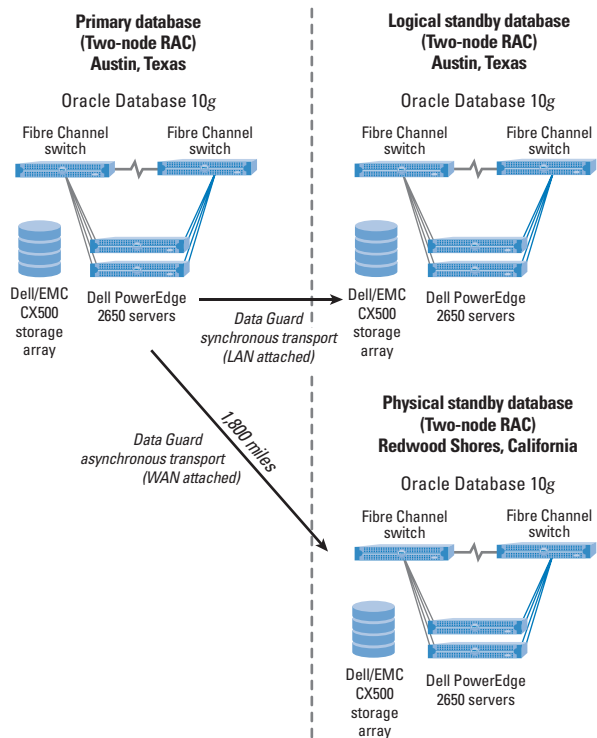 Primary database
(Two-node RAC)
Austin, Texas
Oracle Database 10g
Fibre Channel
switch
Fibre Channel
switch
Dell/EMC
CX500
storage
array
Dell PowerEdge
2650 servers
Logical standby database
(Two-node RAC)
Austin, Texas
Oracle Database 10g
Fibre Channel
switch
Fibre Channel
switch
Dell/EMC
CX500
storage
array
Dell PowerEdge
2650 servers
Data Guard
synchronous transport
(LAN attached)
1,800 miles
Data Guard
asynchronous transport
(WAN attached)
Physical standby database
(Two-node RAC)
Redwood Shores, California
Oracle Database 10g
Fibre Channel
switch
Fibre Channel
switch
Dell/EMC
CX500
storage
array
Dell PowerEdge
2650 servers